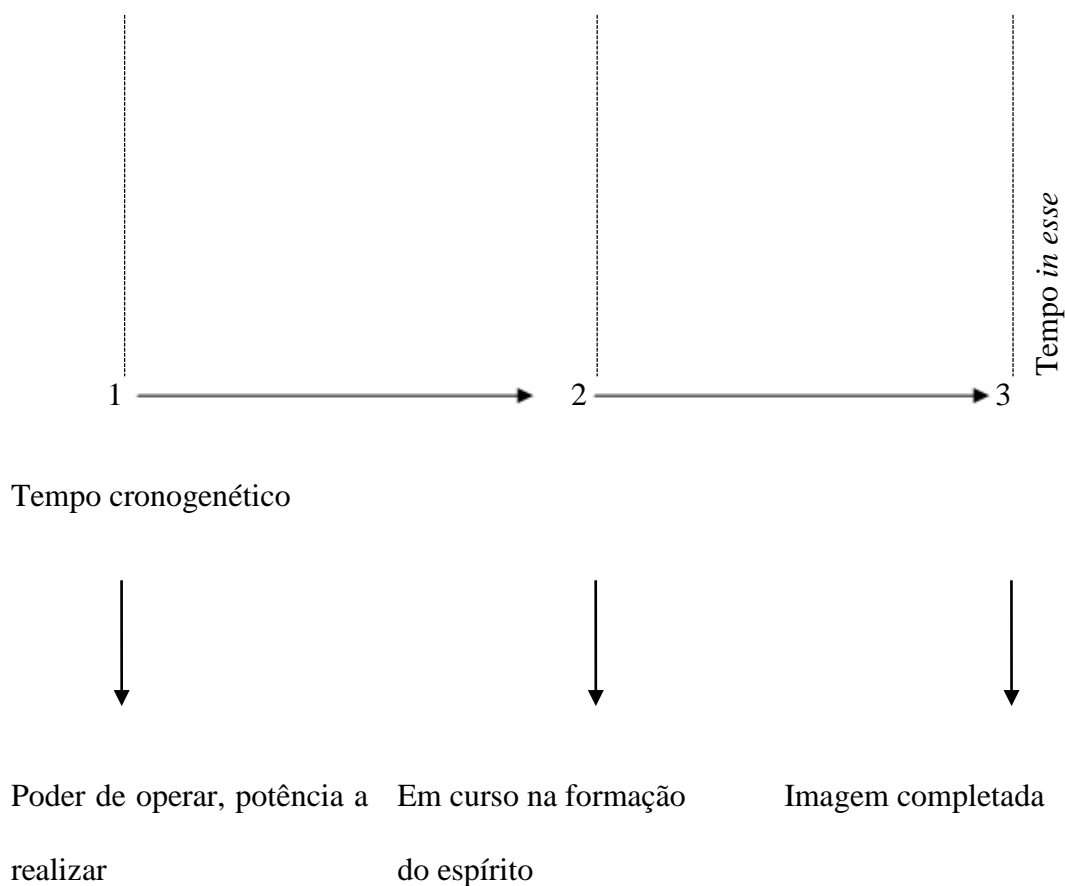 Tempo in esse
1 2 3
Tempo cronogenético
Poder de operar, potência a Em curso na formação Imagem completada
realizar do espírito